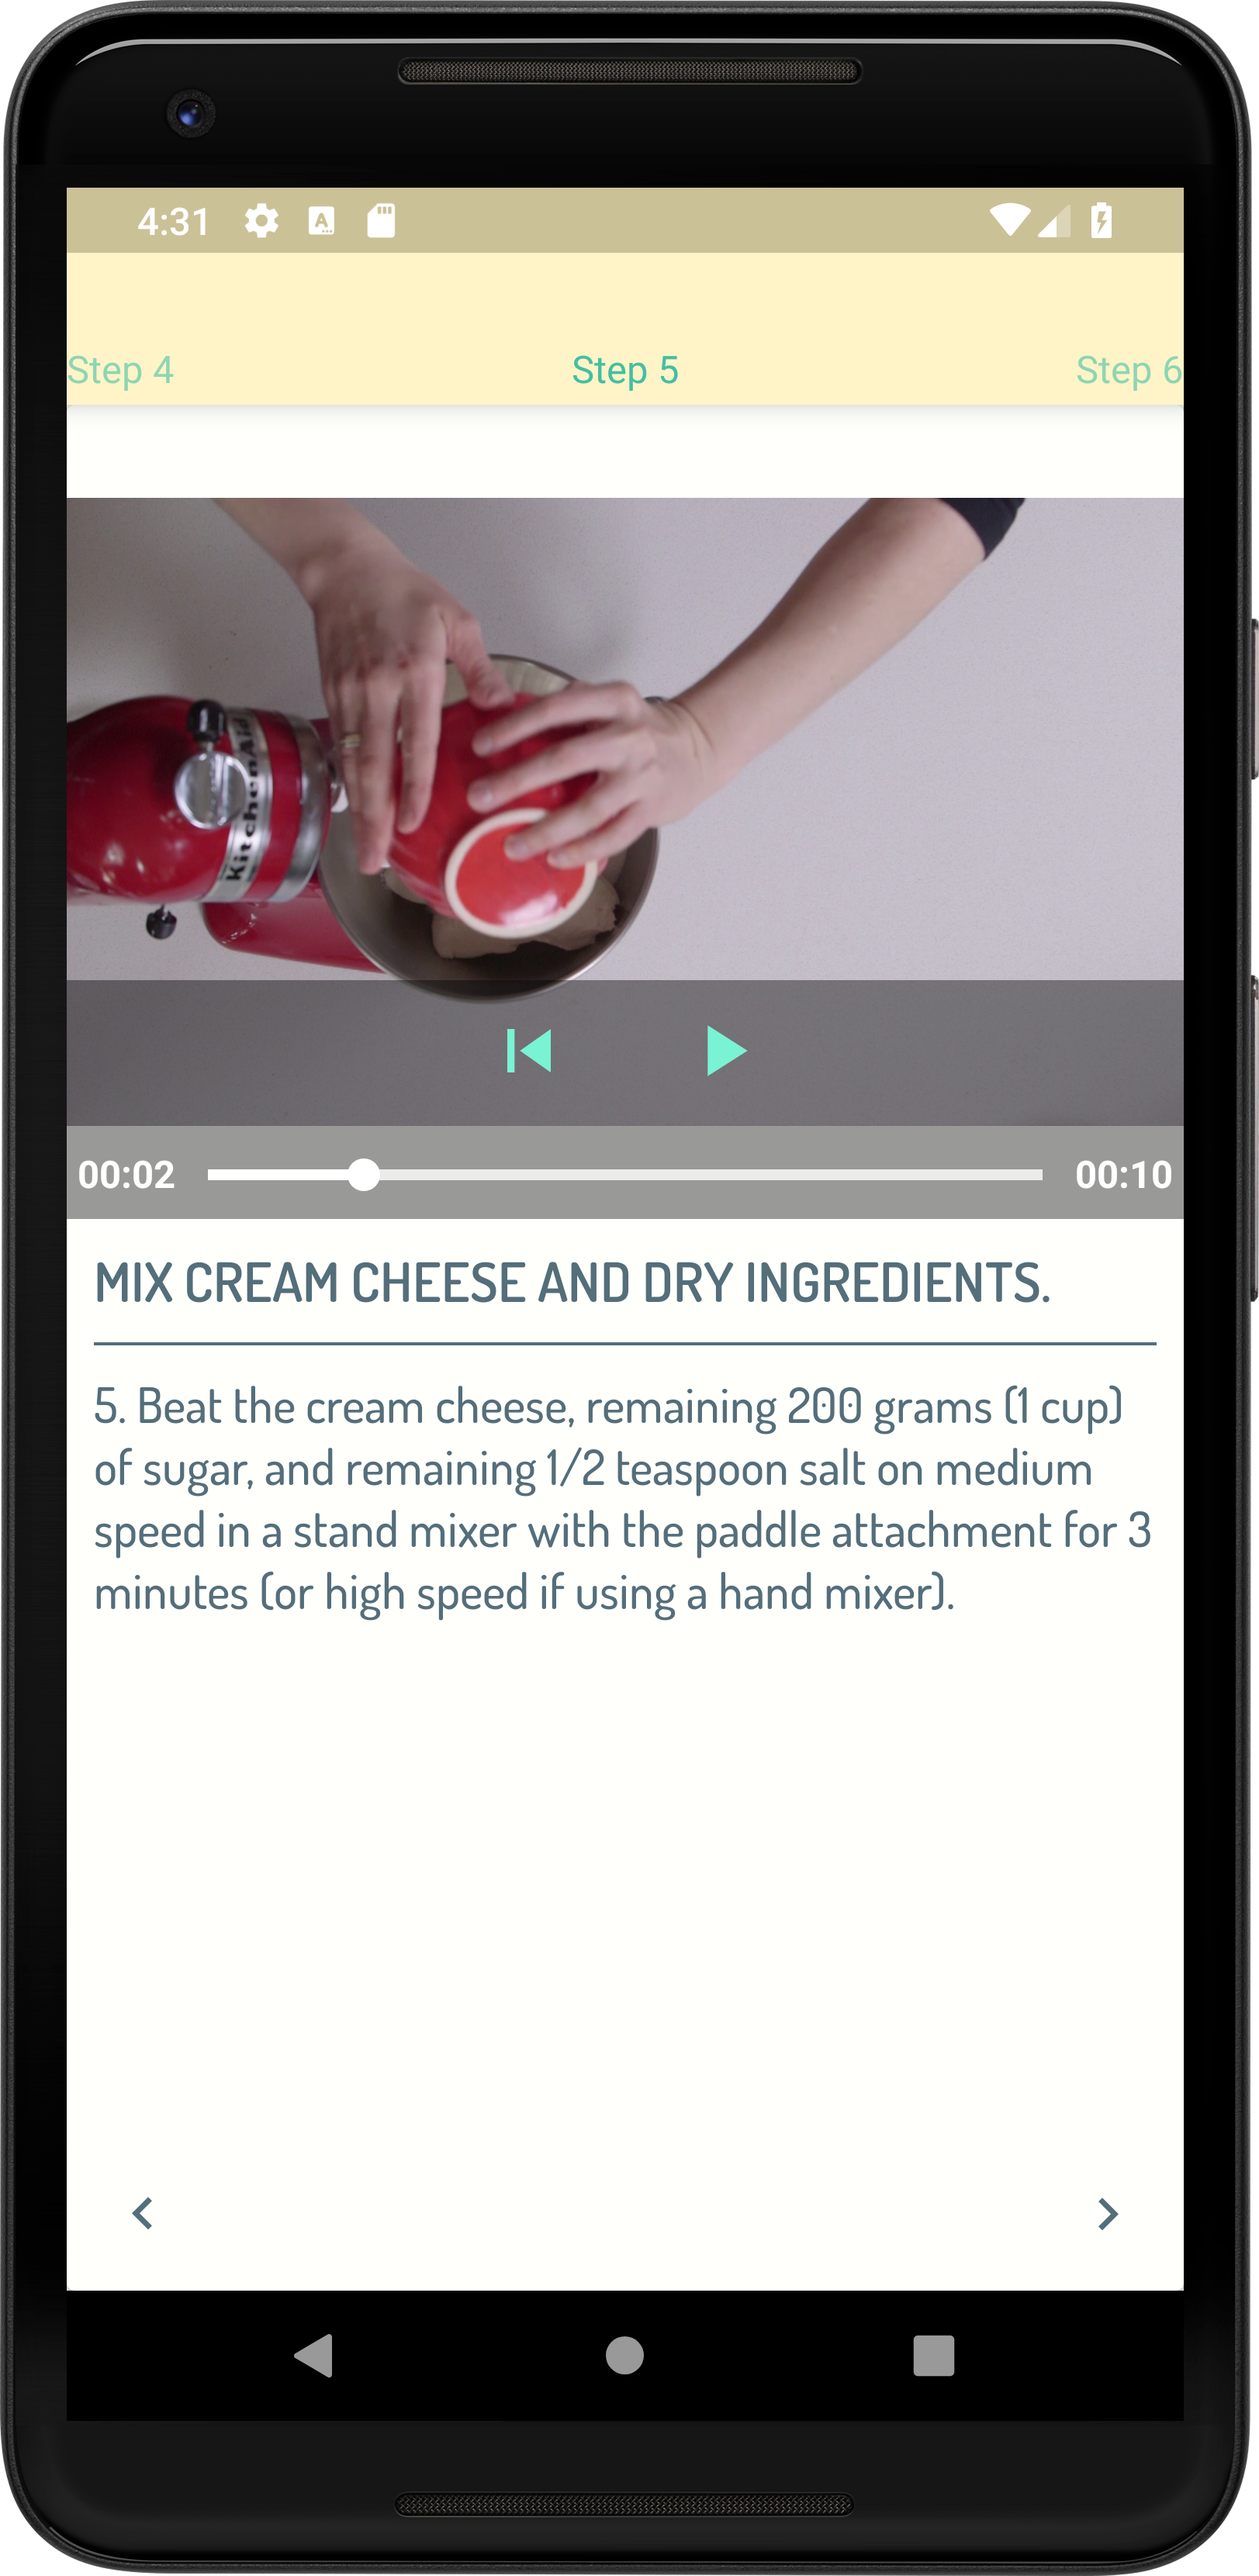 4:31 A
Step 4 Step 5 Step 6
KitchenAid
00:02 00:10
MIX CREAM CHEESE AND DRY INGREDIENTS.
5. Beat the cream cheese, remaining 200 grams (1 cup)
of sugar, and remaining 1/2 teaspoon salt on medium
speed in a stand mixer with the paddle attachment for 3
minutes (or high speed if using a hand mixer).